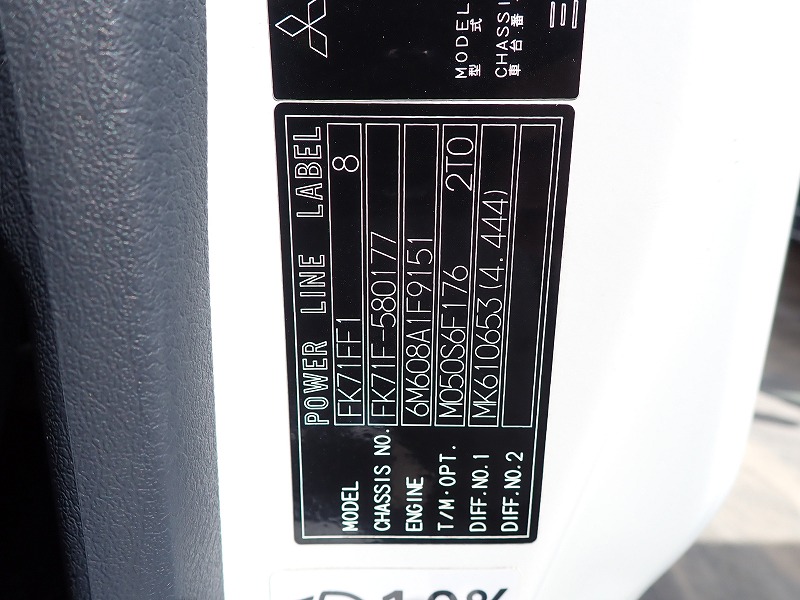 MODEL
型式
CHASSI
車台番
POWER LINE LABEL
MODEL FK71FF1 8
CHASSIS NO. FK71F-580177
ENGINE 6M608A1F9151
T/M·OPT. M050S6F176 2TO
DIFF.NO.1 MK610653(4.444)
DIFF.NO.2